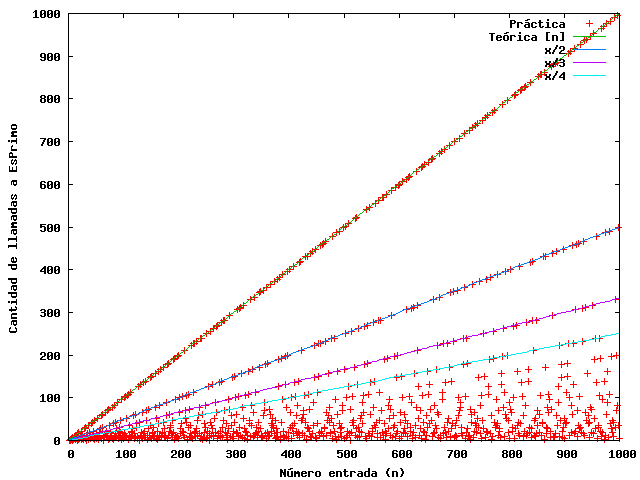 1000
900
800
700
600
500
400
300
200
100
0
Cantidad de llamadas a EsPrimo
Práctica
Teórica [n]
x/2
x/3
x/4
0 100 200 300 400 500 600 700 800 900 1000
Número entrada (n)